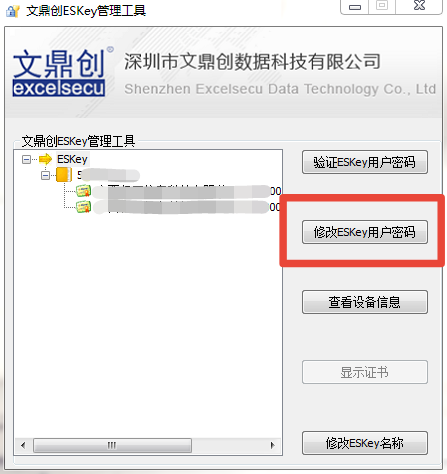 文鼎创ESKey管理工具
文鼎创®
excelsecu
深圳市文鼎创数据科技有限公司
Shenzhen Excelsecu Data Technology Co., Ltd
文鼎创ESKey管理工具
ESKey
5
00
00
验证ESKey用户密码
修改ESKey用户密码
查看设备信息
显示证书
修改ESKey名称